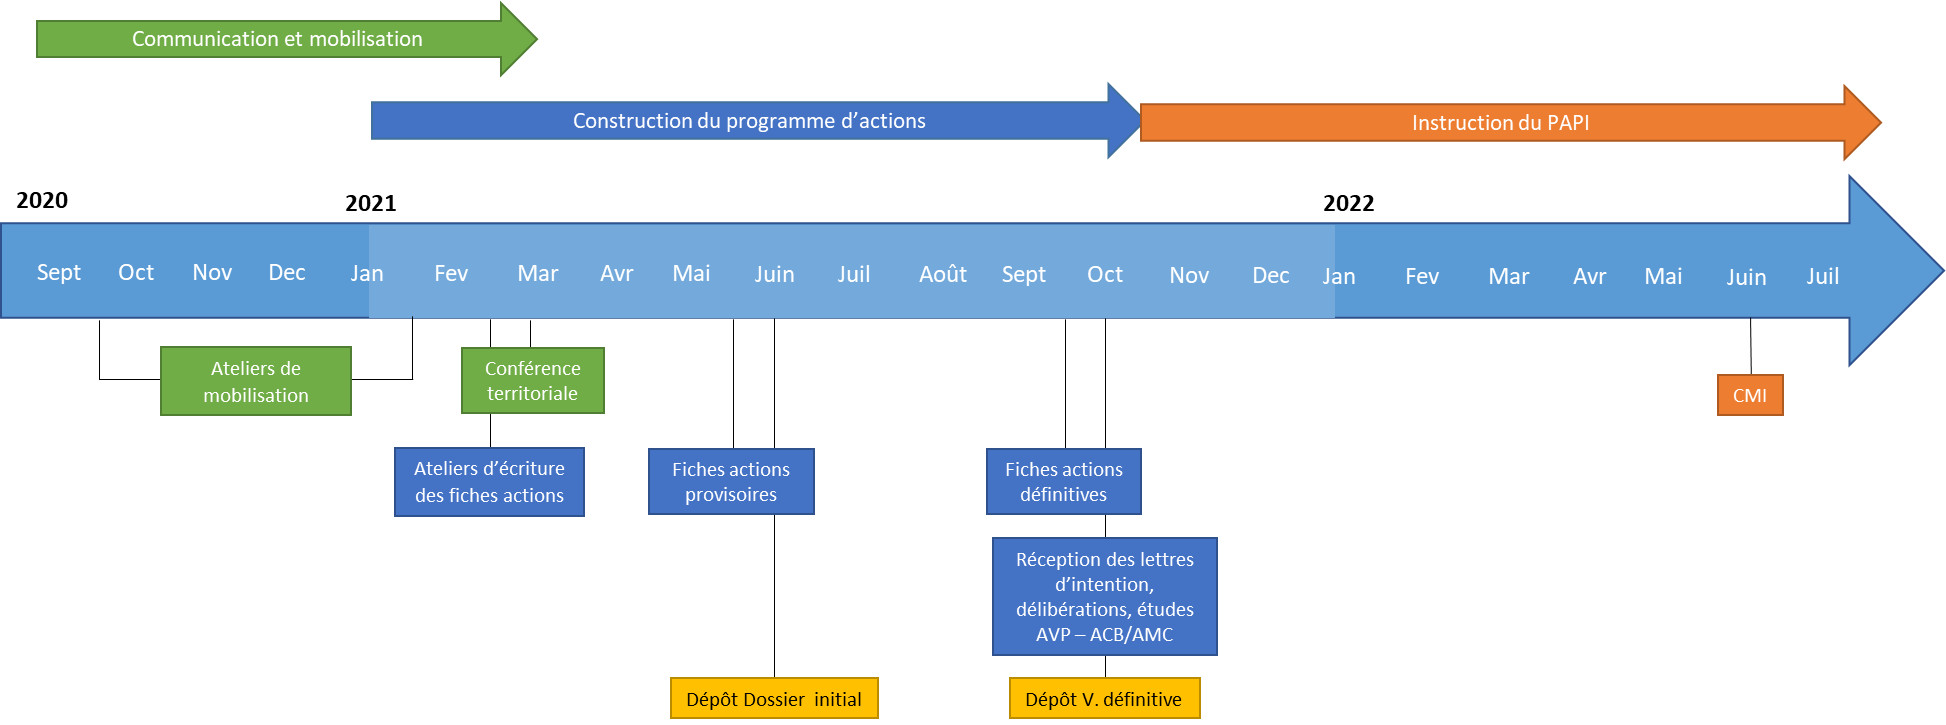 Communication et mobilisation
Construction du programme d'actions
Instruction du PAPI
2020
2021
2022
Sept Oct Nov Dec Jan Fev Mar Avr Mai Juin Juil Août Sept Oct Nov Dec Jan Fev Mar Avr Mai Juin Juil
Ateliers de
mobilisation
Conférence
territoriale
CMI
Ateliers d'écriture
des fiches actions
Fiches actions
provisoires
Fiches actions
définitives
Réception des lettres
d'intention,
délibérations, études
AVP – ACB/AMC
Dépôt Dossier initial
Dépôt V. définitive